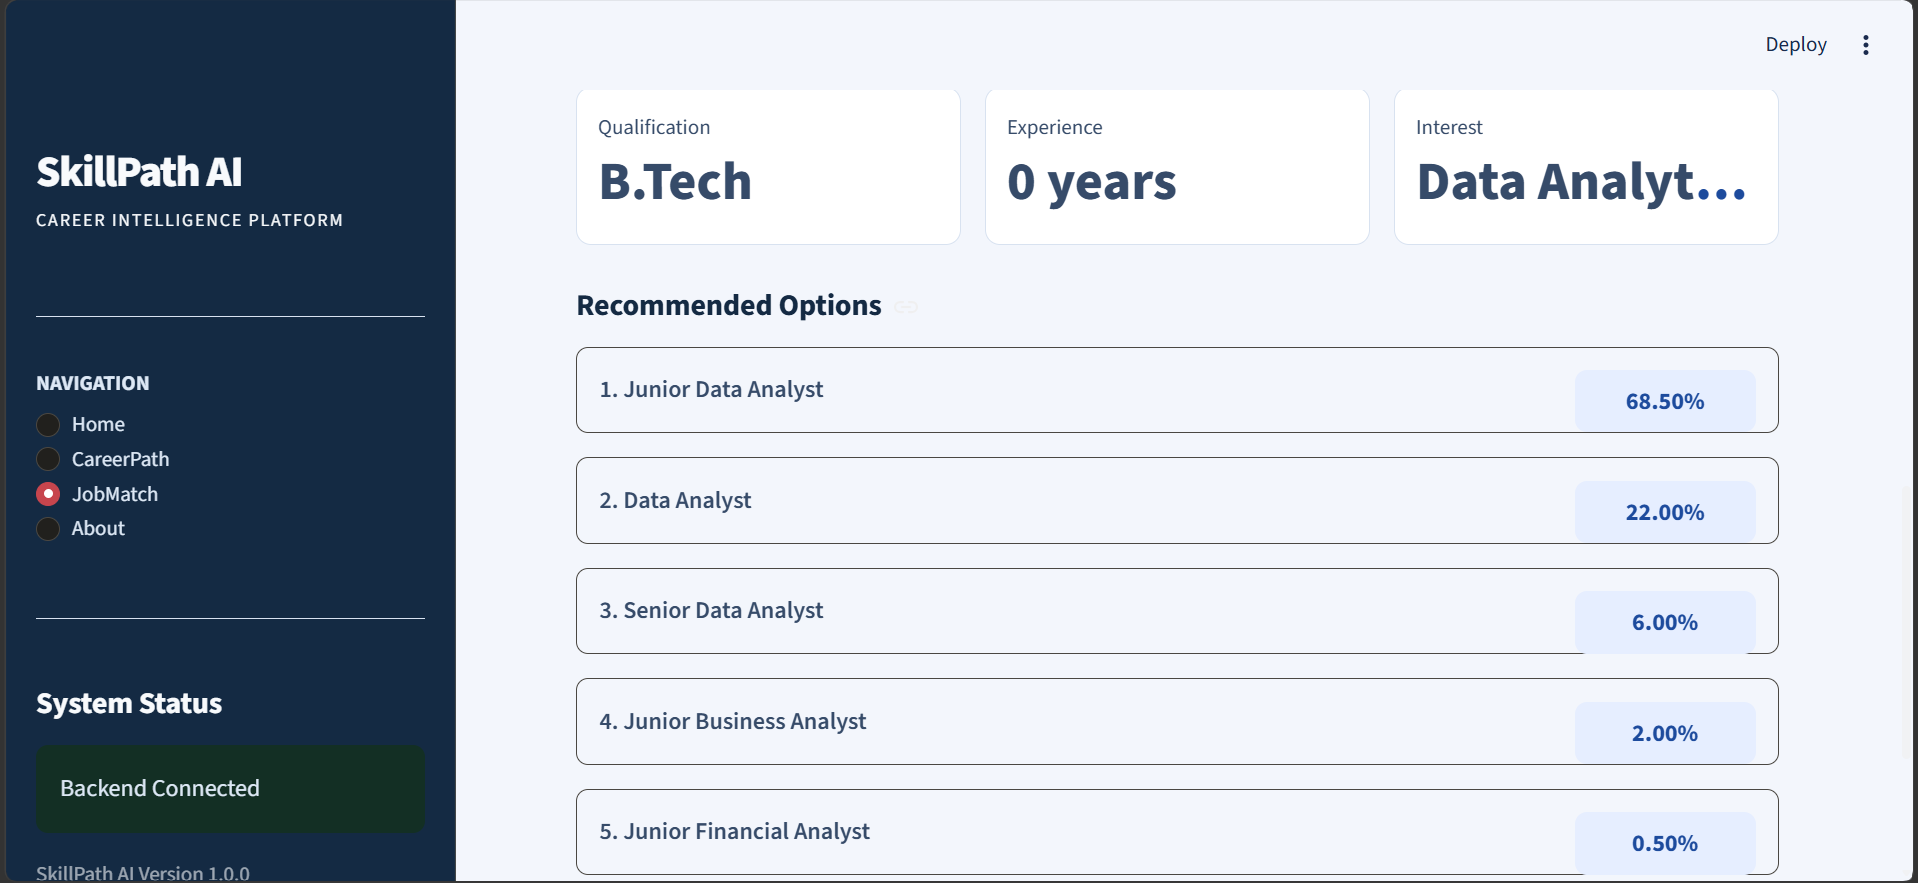 Deploy
SkillPath AI
CAREER INTELLIGENCE PLATFORM
NAVIGATION
Home
CareerPath
JobMatch
About
System Status
Backend Connected
SkillPath AI Version 1.0.0
Qualification
B.Tech
Experience
0 years
Interest
Data Analyt...
Recommended Options
1. Junior Data Analyst
68.50%
2. Data Analyst
22.00%
3. Senior Data Analyst
6.00%
4. Junior Business Analyst
2.00%
5. Junior Financial Analyst
0.50%